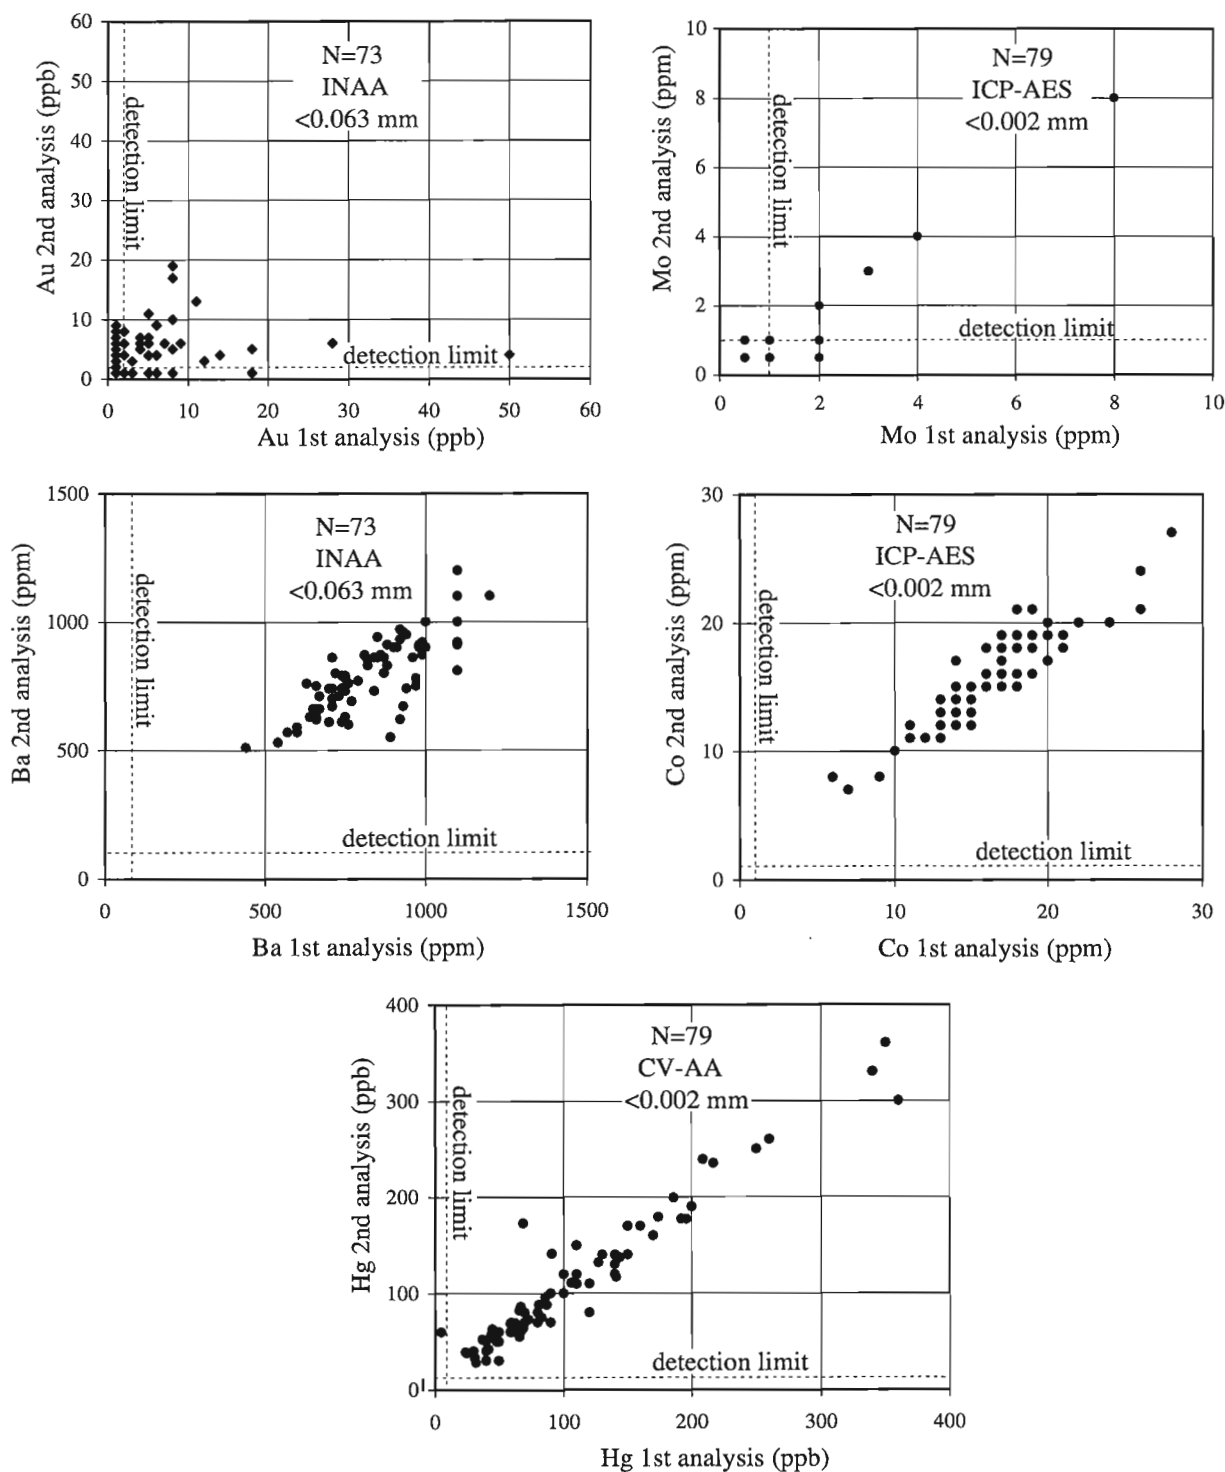 60
50
40
30
20
10
0
Au 2nd analysis (ppb)
N=73
INAA
<0.063 mm
detection limit
detection limit
0 10 20 30 40 50 60
Au 1st analysis (ppb)
10
8
6
4
2
0
Mo 2nd analysis (ppm)
N=79
ICP-AES
<0.002 mm
detection limit
detection limit
0 2 4 6 8 10
Mo 1st analysis (ppm)
1500
1000
500
0
Ba 2nd analysis (ppm)
N=73
INAA
<0.063 mm
detection limit
detection limit
0 500 1000 1500
Ba 1st analysis (ppm)
30
20
10
0
Co 2nd analysis (ppm)
N=79
ICP-AES
<0.002 mm
detection limit
detection limit
0 10 20 30
Co 1st analysis (ppm)
400
300
200
100
0
Hg 2nd analysis (ppb)
N=79
CV-AA
<0.002 mm
detection limit
detection limit
0 100 200 300 400
Hg 1st analysis (ppb)